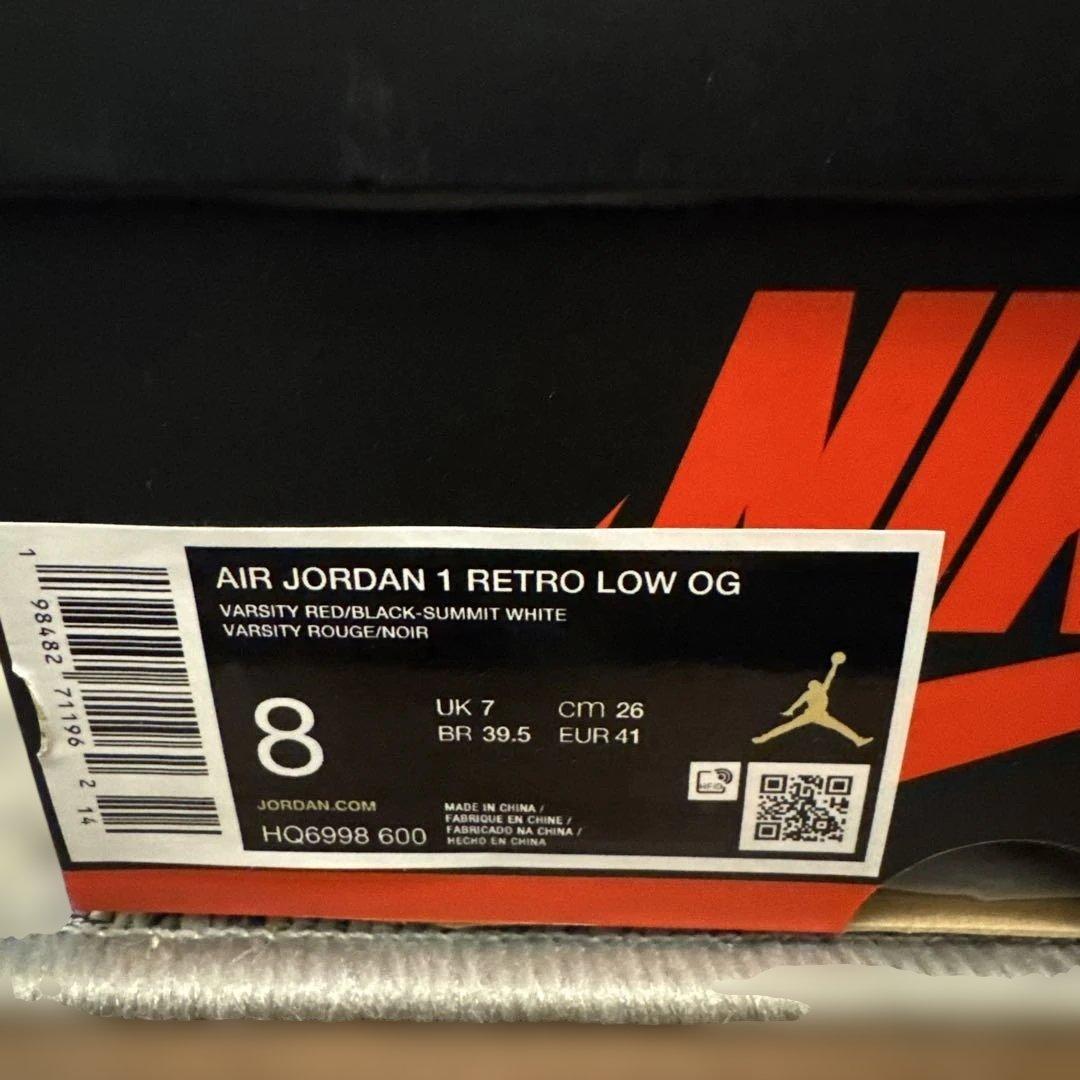 NIK
AIR JORDAN 1 RETRO LOW OG
VARSITY RED/BLACK-SUMMIT WHITE
VARSITY ROUGE/NOIR
8
UK 7 cm 26
BR 39.5 EUR 41
JORDAN.COM
HQ6998 600
MADE IN CHINA /
FABRIQUE EN CHINE /
FABRICADO NA CHINA /
HECHO EN CHINA
1 98482 71196 2 14